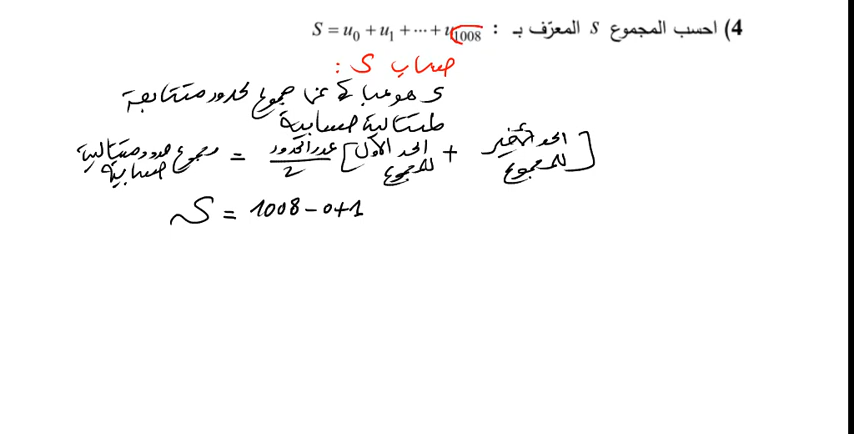 4) احسب المجموع S المعرّف بـ : S = u₀ + u₁ + ··· + u₁₀₀₈
حساب S :
S هو عبارة عن مجموع لحدود متتابعة
لمتتالية حسابية
مجموع حدود متتالية حسابية = عدد الحدود / 2 [الحد الأول للمجموع + الحد الأخير للمجموع]
S = 1008 - 0 + 1